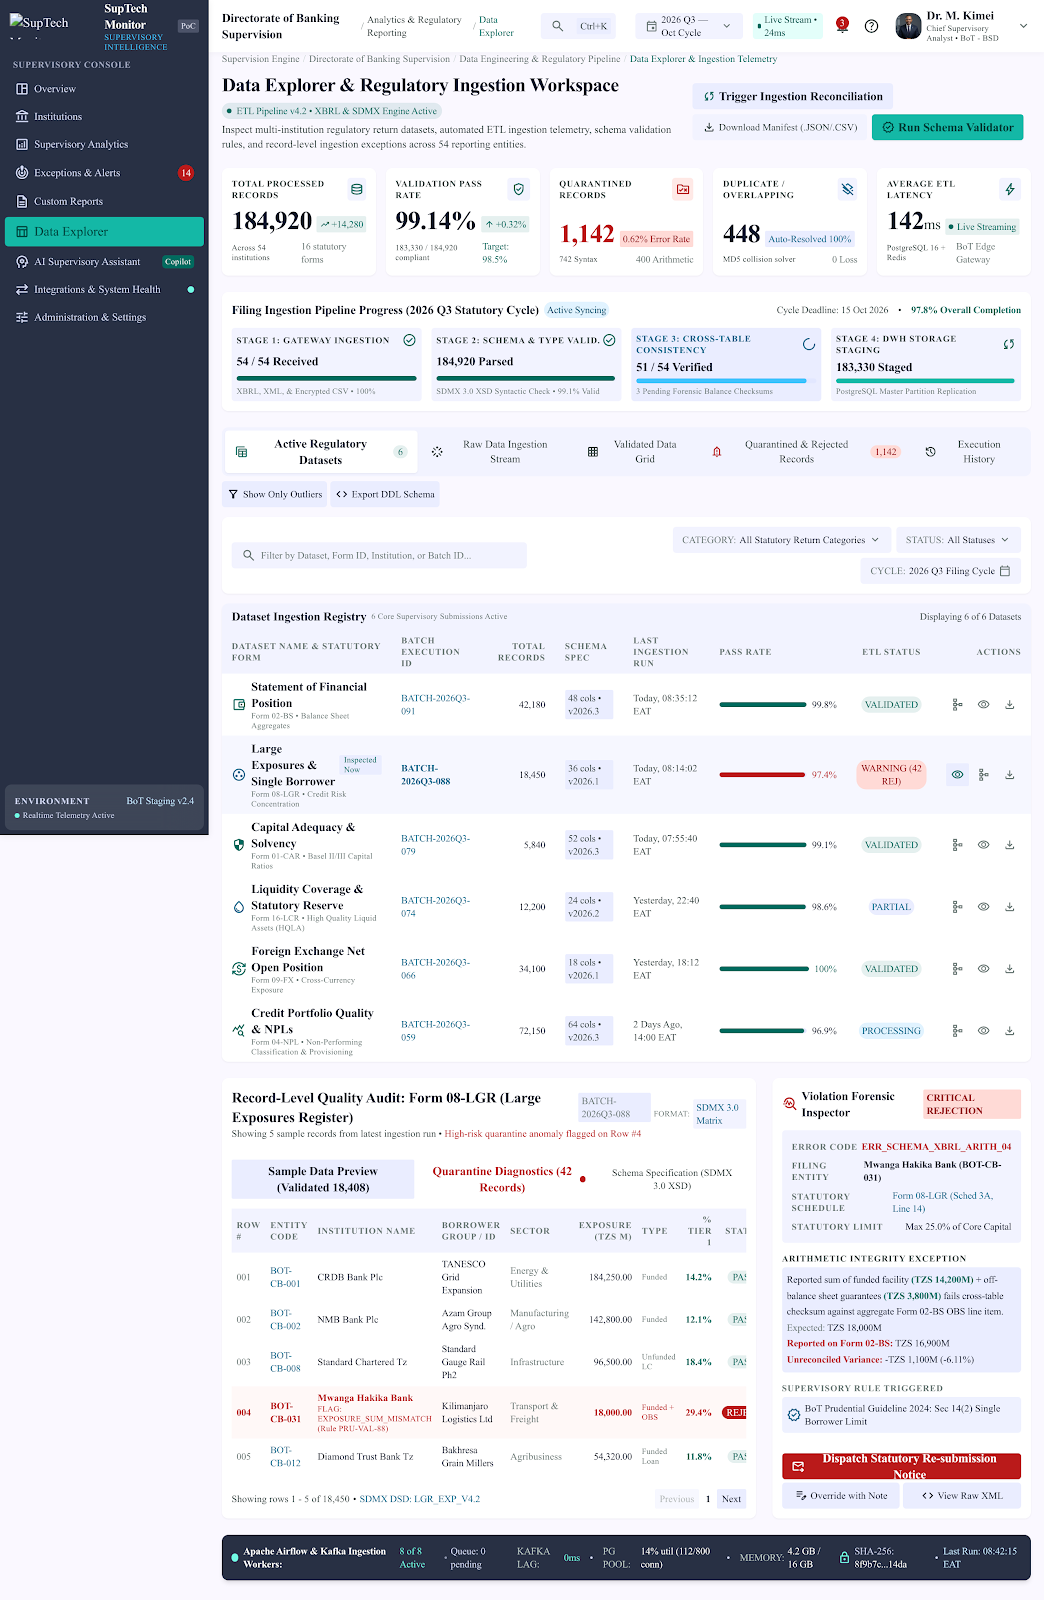 SupTech
SupTech Monitor
SUPERVISORY INTELLIGENCE
PoC
SUPERVISORY CONSOLE
Overview
Institutions
Supervisory Analytics
Exceptions & Alerts 14
Custom Reports
Data Explorer
AI Supervisory Assistant Copilot
Integrations & System Health
Administration & Settings
ENVIRONMENT BoT Staging v2.4
Realtime Telemetry Active
Directorate of Banking Supervision
/ Analytics & Regulatory Reporting
/ Data Explorer
Ctrl+K
2026 Q3 — Oct Cycle
Live Stream • 24ms
3
Dr. M. Kimei
Chief Supervisory Analyst • BoT - BSD
Supervision Engine / Directorate of Banking Supervision / Data Engineering & Regulatory Pipeline / Data Explorer & Ingestion Telemetry
Data Explorer & Regulatory Ingestion Workspace
ETL Pipeline v4.2 • XBRL & SDMX Engine Active
Inspect multi-institution regulatory return datasets, automated ETL ingestion telemetry, schema validation
rules, and record-level ingestion exceptions across 54 reporting entities.
Trigger Ingestion Reconciliation
Download Manifest (.JSON/.CSV)
Run Schema Validator
TOTAL PROCESSED RECORDS
184,920 +14,280
Across 54 institutions
16 statutory forms
VALIDATION PASS RATE
99.14% +0.32%
183,330 / 184,920 compliant
Target: 98.5%
QUARANTINED RECORDS
1,142 0.62% Error Rate
742 Syntax 400 Arithmetic
DUPLICATE / OVERLAPPING
448 Auto-Resolved 100%
MD5 collision solver 0 Loss
AVERAGE ETL LATENCY
142ms Live Streaming
PostgreSQL 16 + Redis
BoT Edge Gateway
Filing Ingestion Pipeline Progress (2026 Q3 Statutory Cycle) Active Syncing
Cycle Deadline: 15 Oct 2026 • 97.8% Overall Completion
STAGE 1: GATEWAY INGESTION
54 / 54 Received
XBRL, XML, & Encrypted CSV • 100%
STAGE 2: SCHEMA & TYPE VALID.
184,920 Parsed
SDMX 3.0 XSD Syntactic Check • 99.1% Valid
STAGE 3: CROSS-TABLE CONSISTENCY
51 / 54 Verified
3 Pending Forensic Balance Checksums
STAGE 4: DWH STORAGE STAGING
183,330 Staged
PostgreSQL Master Partition Replication
Active Regulatory Datasets 6
Raw Data Ingestion Stream
Validated Data Grid
Quarantined & Rejected Records 1,142
Execution History
Show Only Outliers
Export DDL Schema
Filter by Dataset, Form ID, Institution, or Batch ID...
CATEGORY: All Statutory Return Categories
STATUS: All Statuses
CYCLE: 2026 Q3 Filing Cycle
Dataset Ingestion Registry 6 Core Supervisory Submissions Active
Displaying 6 of 6 Datasets
DATASET NAME & STATUTORY FORM
BATCH EXECUTION ID
TOTAL RECORDS
SCHEMA SPEC
LAST INGESTION RUN
PASS RATE
ETL STATUS
ACTIONS
Statement of Financial Position
Form 02-BS • Balance Sheet Aggregates
BATCH-2026Q3-091
42,180
48 cols • v2026.3
Today, 08:35:12 EAT
99.8%
VALIDATED
Large Exposures & Single Borrower
Inspected Now
Form 08-LGR • Credit Risk Concentration
BATCH-2026Q3-088
18,450
36 cols • v2026.1
Today, 08:14:02 EAT
97.4%
WARNING (42 REJ)
Capital Adequacy & Solvency
Form 01-CAR • Basel II/III Capital Ratios
BATCH-2026Q3-079
5,840
52 cols • v2026.3
Today, 07:55:40 EAT
99.1%
VALIDATED
Liquidity Coverage & Statutory Reserve
Form 16-LCR • High Quality Liquid Assets (HQLA)
BATCH-2026Q3-074
12,200
24 cols • v2026.2
Yesterday, 22:40 EAT
98.6%
PARTIAL
Foreign Exchange Net Open Position
Form 09-FX • Cross-Currency Exposure
BATCH-2026Q3-066
34,100
18 cols • v2026.1
Yesterday, 18:12 EAT
100%
VALIDATED
Credit Portfolio Quality & NPLs
Form 04-NPL • Non-Performing Classification & Provisioning
BATCH-2026Q3-059
72,150
64 cols • v2026.3
2 Days Ago, 14:00 EAT
96.9%
PROCESSING
Record-Level Quality Audit: Form 08-LGR (Large Exposures Register)
BATCH-2026Q3-088
FORMAT: SDMX 3.0 Matrix
Showing 5 sample records from latest ingestion run • High-risk quarantine anomaly flagged on Row #4
Sample Data Preview (Validated 18,408)
Quarantine Diagnostics (42 Records)
Schema Specification (SDMX 3.0 XSD)
ROW #
ENTITY CODE
INSTITUTION NAME
BORROWER GROUP / ID
SECTOR
EXPOSURE (TZS M)
TYPE
% TIER 1
STAT
001 BOT-CB-001 CRDB Bank Plc TANESCO Grid Expansion Energy & Utilities 184,250.00 Funded 14.2% PAS
002 BOT-CB-002 NMB Bank Plc Azam Group Agro Synd. Manufacturing / Agro 142,800.00 Funded 12.1% PAS
003 BOT-CB-008 Standard Chartered Tz Standard Gauge Rail Ph2 Infrastructure 96,500.00 Unfunded LC 18.4% PAS
004 BOT-CB-031 Mwanga Hakika Bank FLAG: EXPOSURE_SUM_MISMATCH (Rule PRU-VAL-88) Kilimanjaro Logistics Ltd Transport & Freight 18,000.00 Funded + OBS 29.4% REJE
005 BOT-CB-012 Diamond Trust Bank Tz Bakhresa Grain Millers Agribusiness 54,320.00 Funded Loan 11.8% PAS
Showing rows 1 - 5 of 18,450 • SDMX DSD: LGR_EXP_V4.2
Previous 1 Next
Violation Forensic Inspector
CRITICAL REJECTION
ERROR CODE ERR_SCHEMA_XBRL_ARITH_04
FILING ENTITY Mwanga Hakika Bank (BOT-CB-031)
STATUTORY SCHEDULE Form 08-LGR (Sched 3A, Line 14)
STATUTORY LIMIT Max 25.0% of Core Capital
ARITHMETIC INTEGRITY EXCEPTION
Reported sum of funded facility (TZS 14,200M) + off-
balance sheet guarantees (TZS 3,800M) fails cross-table
checksum against aggregate Form 02-BS OBS line item.
Expected: TZS 18,000M
Reported on Form 02-BS: TZS 16,900M
Unreconciled Variance: -TZS 1,100M (-6.11%)
SUPERVISORY RULE TRIGGERED
BoT Prudential Guideline 2024: Sec 14(2) Single Borrower Limit
Dispatch Statutory Re-submission Notice
Override with Note
View Raw XML
Apache Airflow & Kafka Ingestion Workers: 8 of 8 Active
• Queue: 0 pending
KAFKA LAG: 0ms
• PG POOL: 14% util (112/800 conn)
• MEMORY: 4.2 GB / 16 GB
SHA-256: 8f9b7c...14da
• Last Run: 08:42:15 EAT